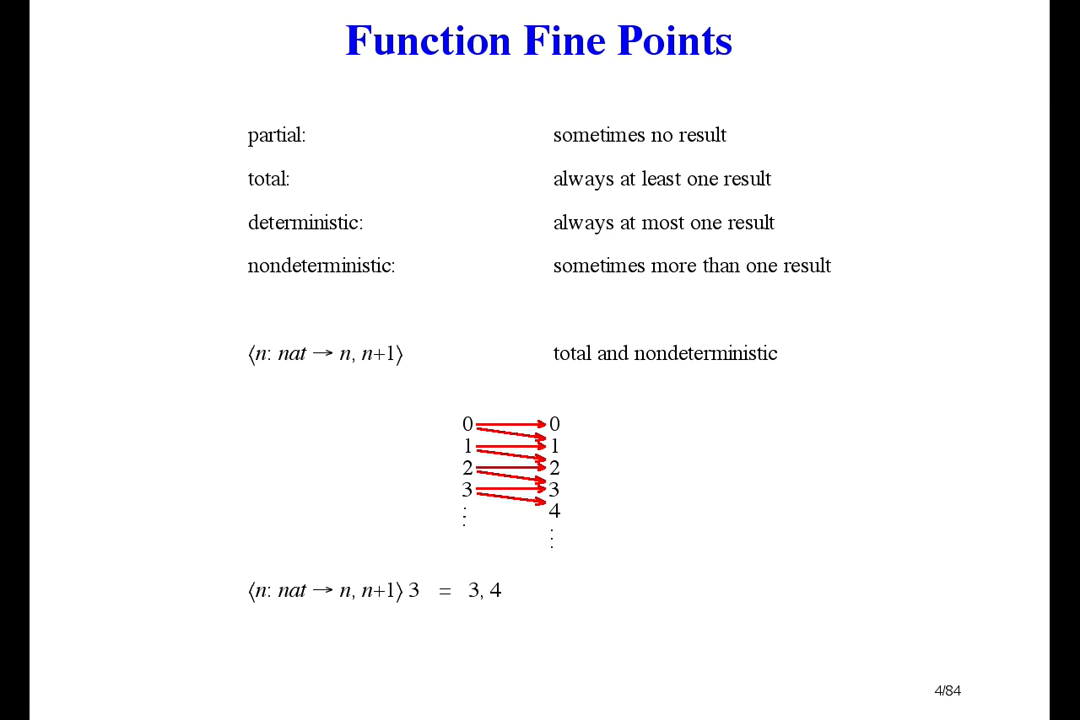 Function Fine Points
partial: sometimes no result
total: always at least one result
deterministic: always at most one result
nondeterministic: sometimes more than one result
⟨n: nat → n, n+1⟩ total and nondeterministic
0 0
1 1
2 2
3 3
⋮ 4
⋮
⟨n: nat → n, n+1⟩ 3 = 3, 4
4/84